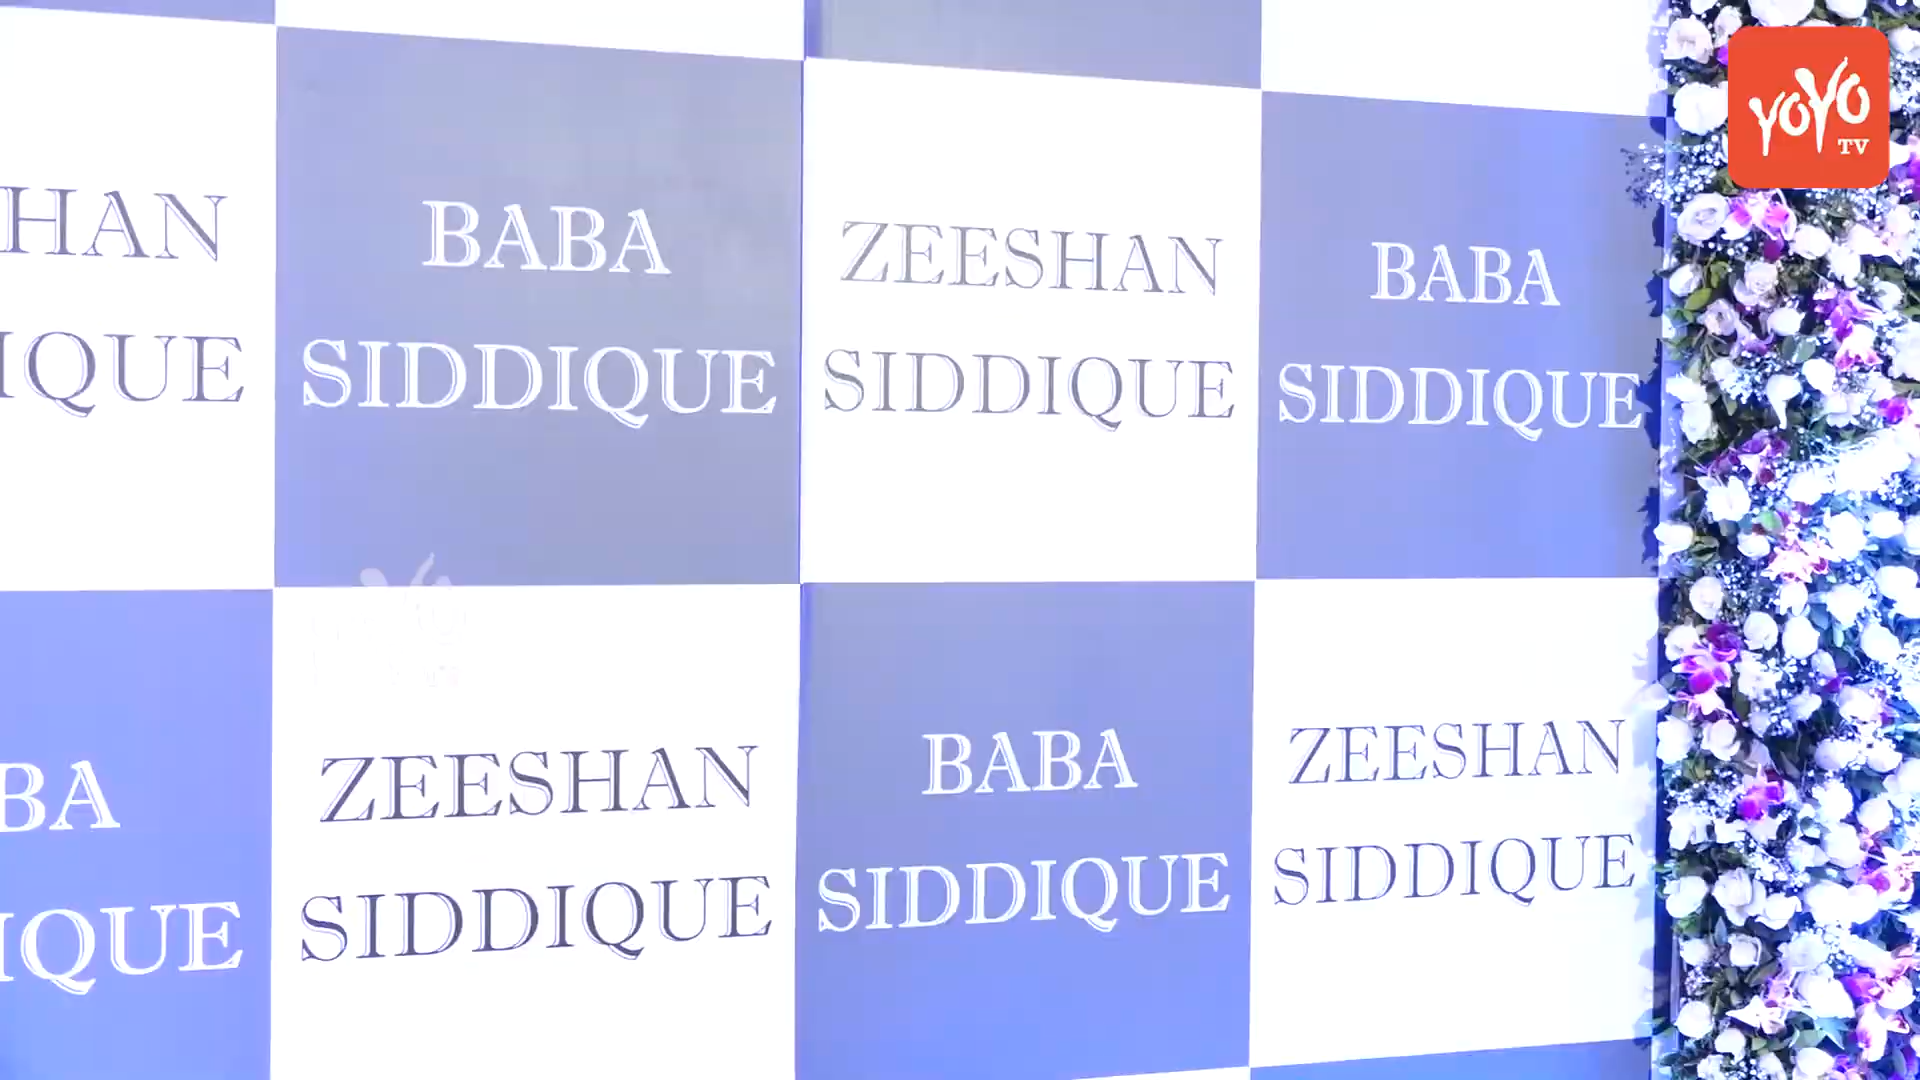 YOYO
TV
HAN
IQUE
BABA
SIDDIQUE
ZEESHAN
SIDDIQUE
BABA
SIDDIQUE
BA
IQUE
ZEESHAN
SIDDIQUE
BABA
SIDDIQUE
ZEESHAN
SIDDIQUE